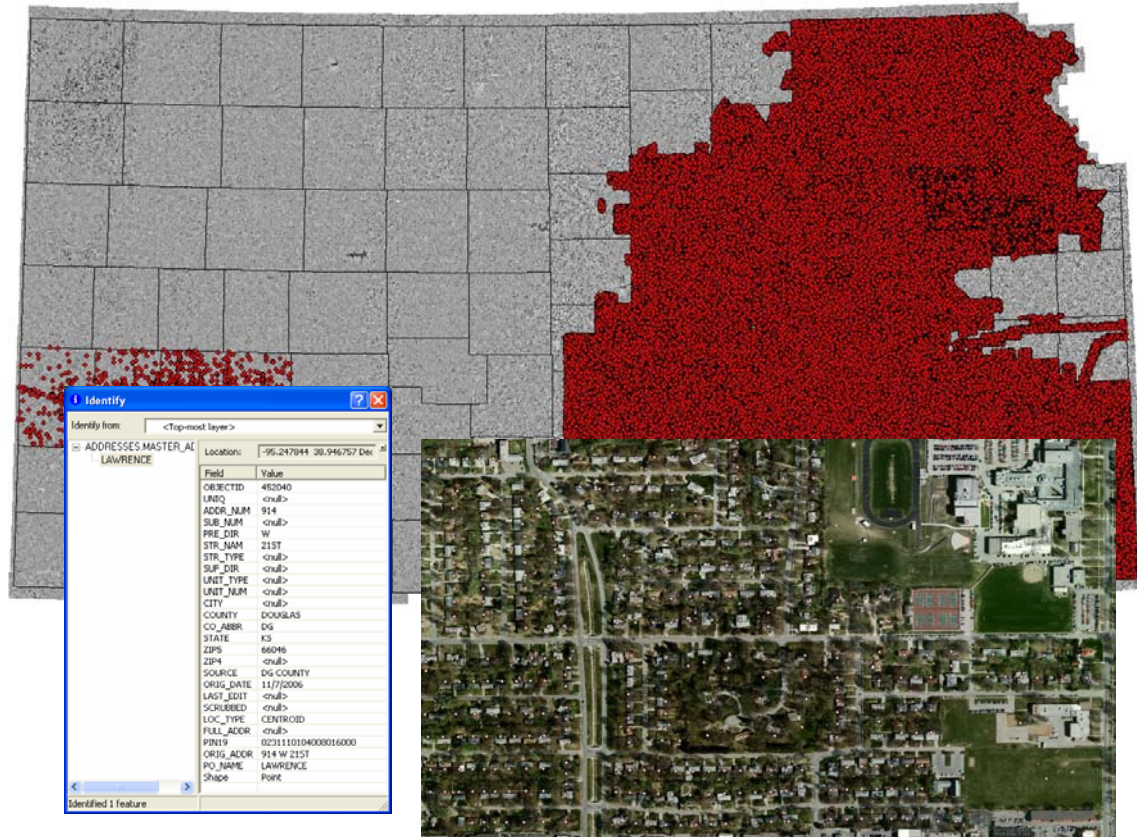 Identify
Identify from: <Top-most layer>
ADDRESSES.MASTER_AD
LAWRENCE
Location: -95.247844 38.946757 Dec
Field Value
OBJECTID 452040
UNIQ <null>
ADDR_NUM 914
SUB_NUM <null>
PRE_DIR W
STR_NAM 21ST
STR_TYPE <null>
SUF_DIR <null>
UNIT_TYPE <null>
UNIT_NUM <null>
CITY <null>
COUNTY DOUGLAS
CO_ABBR DG
STATE KS
ZIP5 66046
ZIP4 <null>
SOURCE DG COUNTY
ORIG_DATE 11/7/2006
LAST_EDIT <null>
SCRUBBED <null>
LOC_TYPE CENTROID
FULL_ADDR <null>
PIN19 0231110104008016000
ORIG_ADDR 914 W 21ST
PO_NAME LAWRENCE
Shape Point
Identified 1 feature